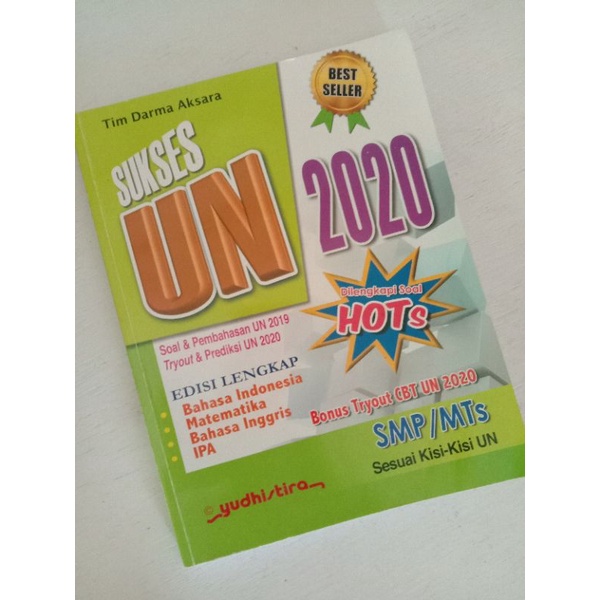 Tim Darma Aksara
BEST
SELLER
SUKSES
UN
2020
Dilengkapi Soal
HOTs
Soal & Pembahasan UN 2019
Tryout & Prediksi UN 2020
EDISI LENGKAP
Bahasa Indonesia
Matematika
Bahasa Inggris
IPA
Bonus Tryout CBT UN 2020
SMP/MTs
Sesuai Kisi-Kisi UN
© yudhistira